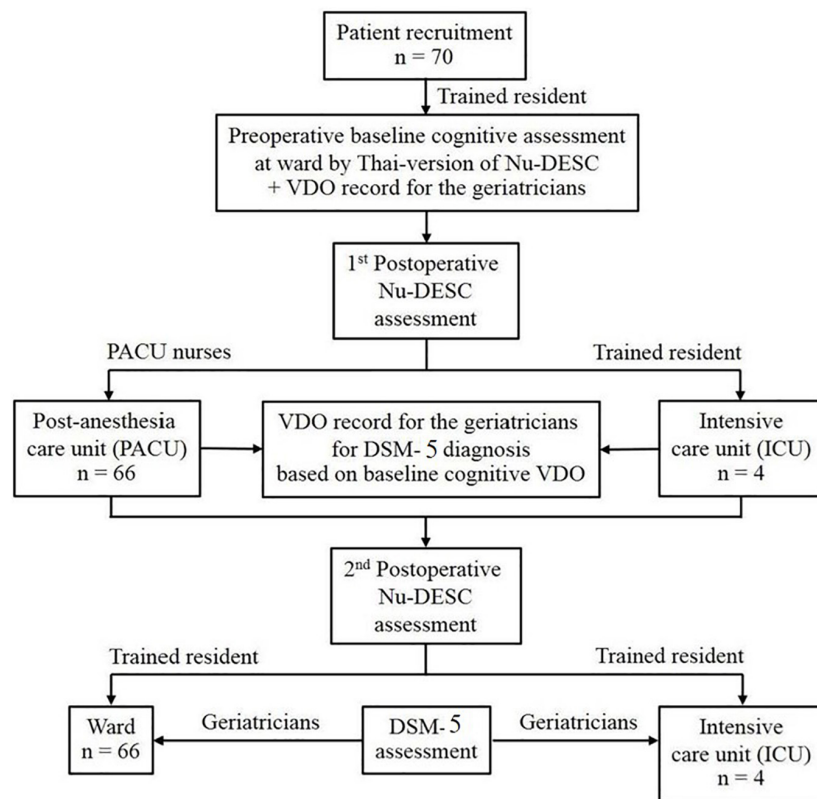 Patient recruitment
n = 70
Trained resident
Preoperative baseline cognitive assessment
at ward by Thai-version of Nu-DESC
+ VDO record for the geriatricians
1st Postoperative
Nu-DESC
assessment
PACU nurses
Trained resident
Post-anesthesia
care unit (PACU)
n = 66
VDO record for the geriatricians
for DSM-5 diagnosis
based on baseline cognitive VDO
Intensive
care unit (ICU)
n = 4
2nd Postoperative
Nu-DESC
assessment
Trained resident
Trained resident
Ward
n = 66
Geriatricians
DSM-5
assessment
Geriatricians
Intensive
care unit (ICU)
n = 4